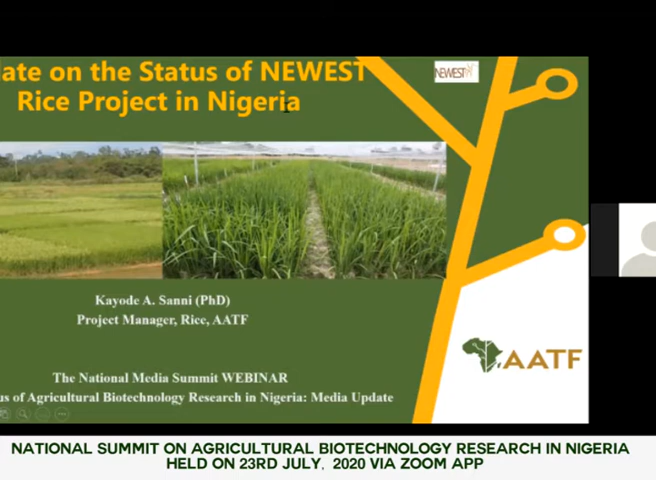 ate on the Status of NEWEST
Rice Project in Nigeria
NEWEST
Kayode A. Sanni (PhD)
Project Manager, Rice, AATF
AATF
The National Media Summit WEBINAR
us of Agricultural Biotechnology Research in Nigeria: Media Update
NATIONAL SUMMIT ON AGRICULTURAL BIOTECHNOLOGY RESEARCH IN NIGERIA
HELD ON 23RD JULY, 2020 VIA ZOOM APP